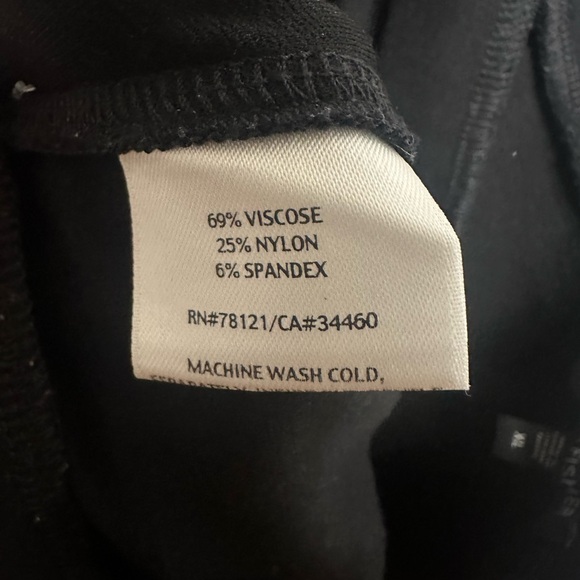 69% VISCOSE
25% NYLON
6% SPANDEX
RN#78121/CA#34460
MACHINE WASH COLD,